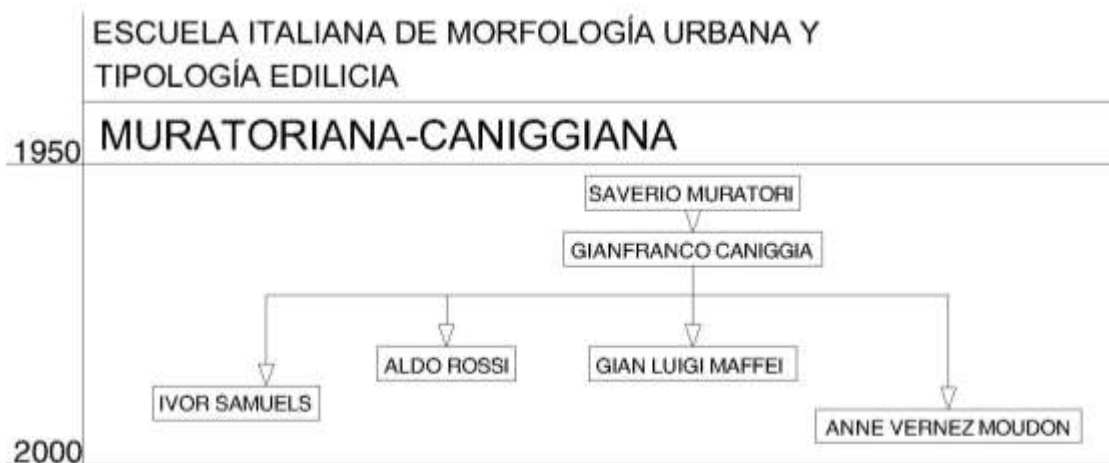 ESCUELA ITALIANA DE MORFOLOGÍA URBANA Y
TIPOLOGÍA EDILICIA
MURATORIANA-CANIGGIANA
1950
SAVERIO MURATORI
GIANFRANCO CANIGGIA
ALDO ROSSI
GIAN LUIGI MAFFEI
IVOR SAMUELS
ANNE VERNEZ MOUDON
2000